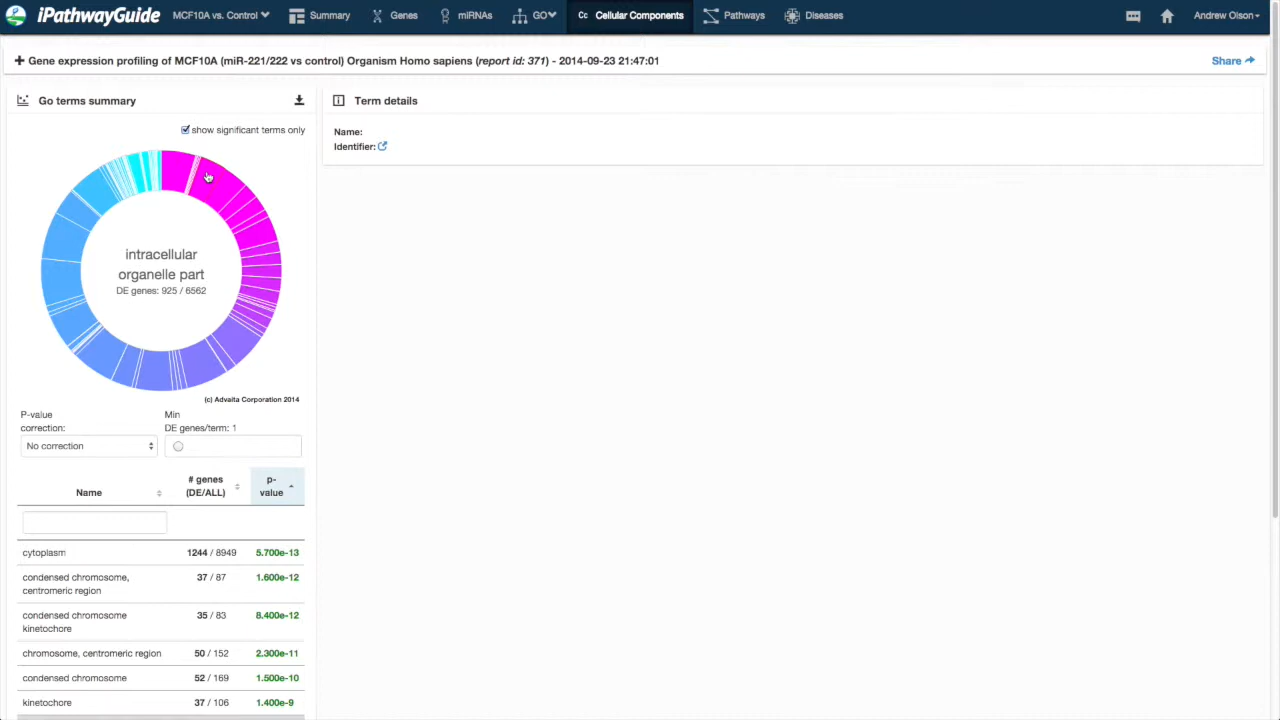 iPathwayGuide MCF10A vs. Control Summary Genes miRNAs GO Cc Cellular Components Pathways Diseases Andrew Olson
Gene expression profiling of MCF10A (miR-221/222 vs control) Organism Homo sapiens (report id: 371) - 2014-09-23 21:47:01 Share
Go terms summary
Term details
show significant terms only
Name:
Identifier:
intracellular
organelle part
DE genes: 925 / 6562
(c) Advaita Corporation 2014
P-value
correction:
Min
DE genes/term: 1
No correction
Name
# genes
(DE/ALL)
p-
value
cytoplasm 1244 / 8949 5.700e-13
condensed chromosome,
centromeric region 37 / 87 1.600e-12
condensed chromosome
kinetochore 35 / 83 8.400e-12
chromosome, centromeric region 50 / 152 2.300e-11
condensed chromosome 52 / 169 1.500e-10
kinetochore 37 / 106 1.400e-9